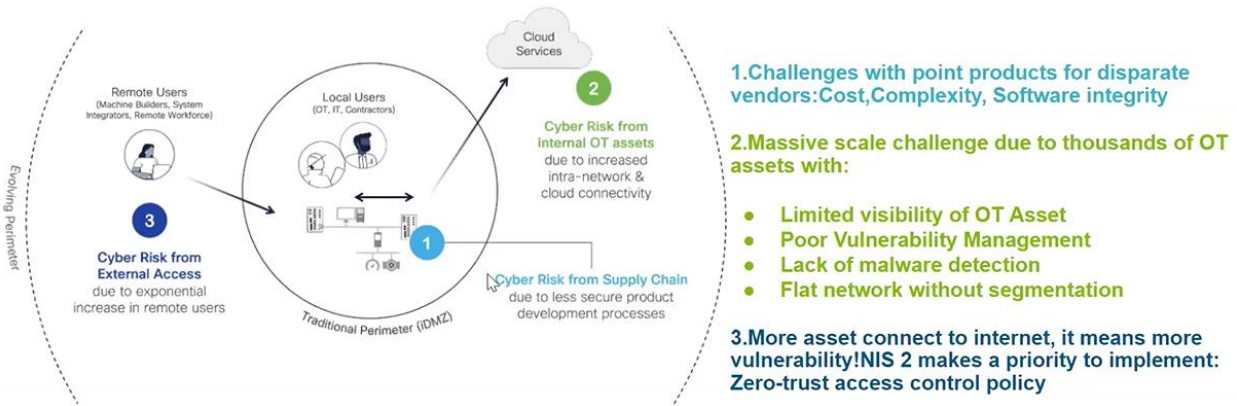 Cloud
Services
2
Cyber Risk from
Internal OT assets
due to increased
intra-network &
cloud connectivity
Remote Users
(Machine Builders, System
Integrators, Remote Workforce)
3
Cyber Risk from
External Access
due to exponential
increase in remote users
Evolving Perimeter
Local Users
(OT, IT, Contractors)
1
Cyber Risk from Supply Chain
due to less secure product
development processes
Traditional Perimeter (iDMZ)
1.Challenges with point products for disparate
vendors:Cost,Complexity, Software integrity
2.Massive scale challenge due to thousands of OT
assets with:
● Limited visibility of OT Asset
● Poor Vulnerability Management
● Lack of malware detection
● Flat network without segmentation
3.More asset connect to internet, it means more
vulnerability!NIS 2 makes a priority to implement:
Zero-trust access control policy